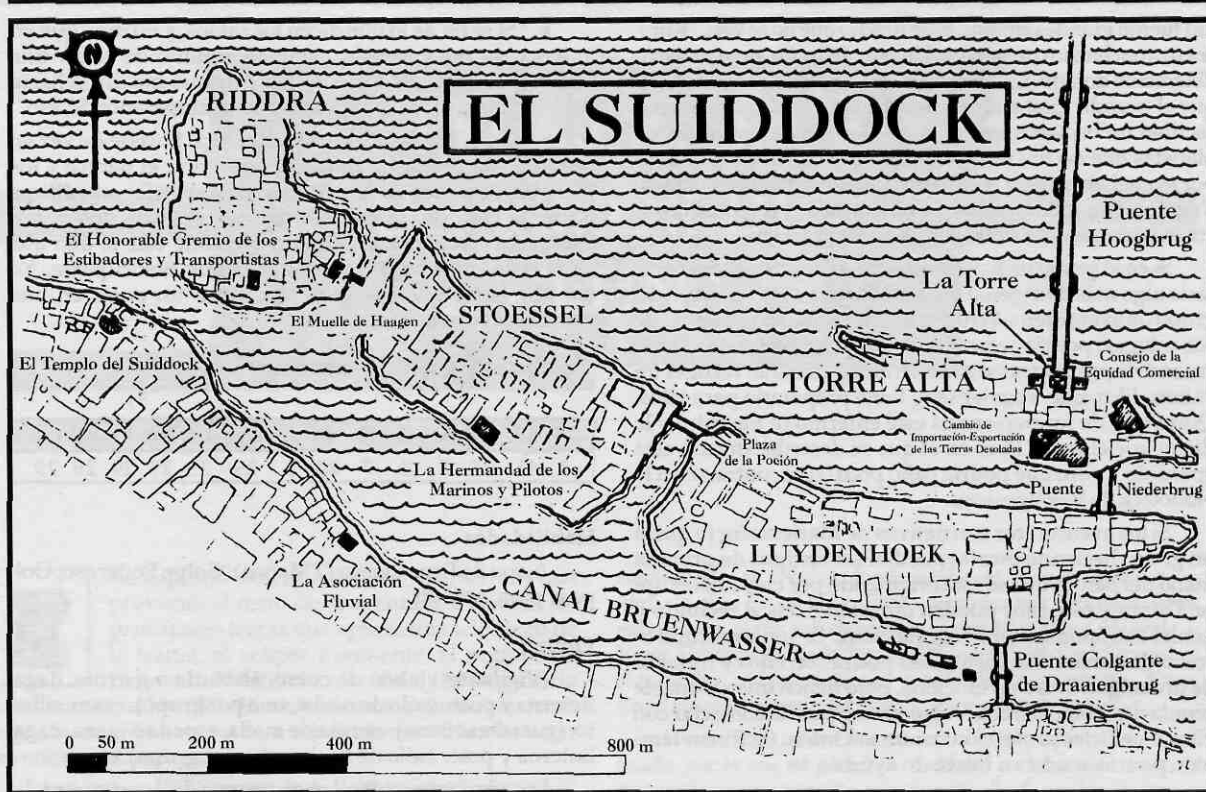 N
RIDDRA
EL SUIDDOCK
Puente
Hoogbrug
El Honorable Gremio de los
Estibadores y Transportistas
La Torre
Alta
El Muelle de Haagen
STOESSEL
El Templo del Suiddock
TORRE ALTA
Consejo de la
Equidad Comercial
Cambio de
Importación-Exportación
de las Tierras Desoladas
Plaza
de la Poción
La Hermandad de los
Marinos y Pilotos
Puente Niederbrug
LUYDENHOEK
La Asociación
Fluvial
CANAL BRUENWASSER
Puente Colgante
de Draaienbrug
0 50 m 200 m 400 m 800 m